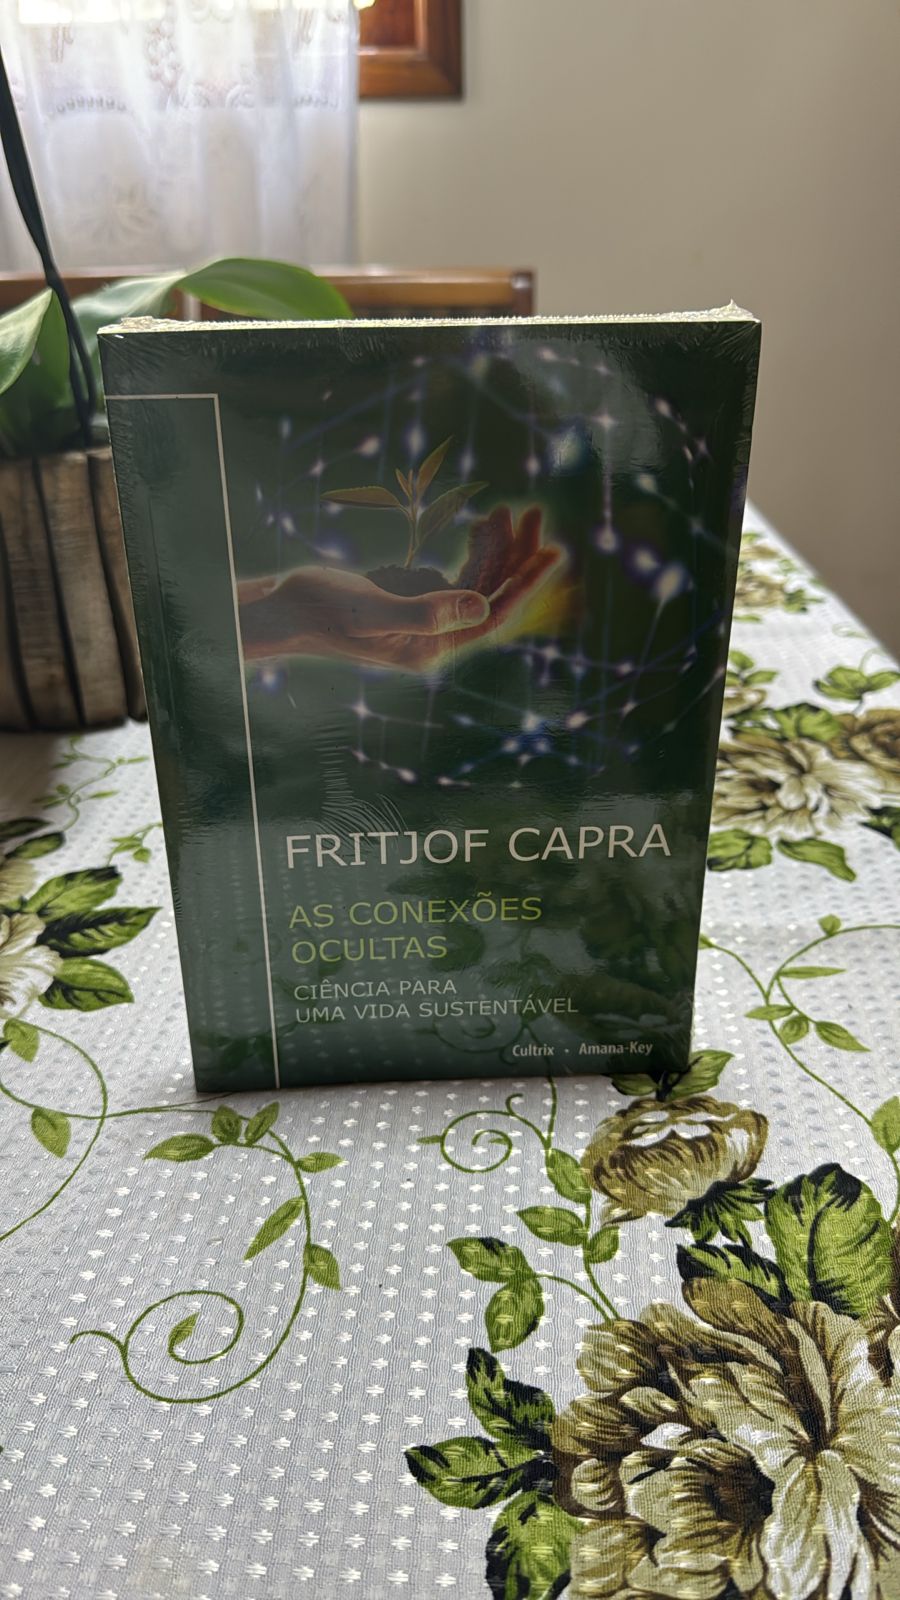 FRITJOF CAPRA
AS CONEXÕES
OCULTAS
CIÊNCIA PARA
UMA VIDA SUSTENTÁVEL
Cultrix • Amana-Key